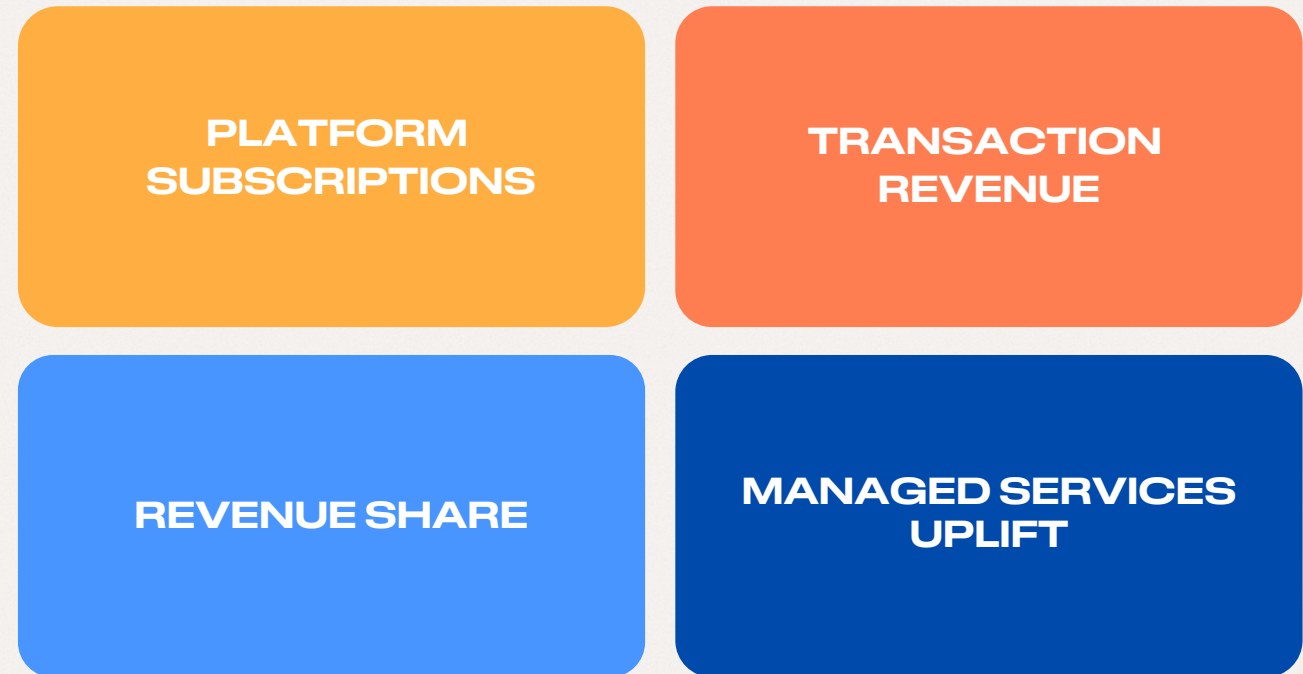 PLATFORM
SUBSCRIPTIONS
TRANSACTION
REVENUE
REVENUE SHARE
MANAGED SERVICES
UPLIFT